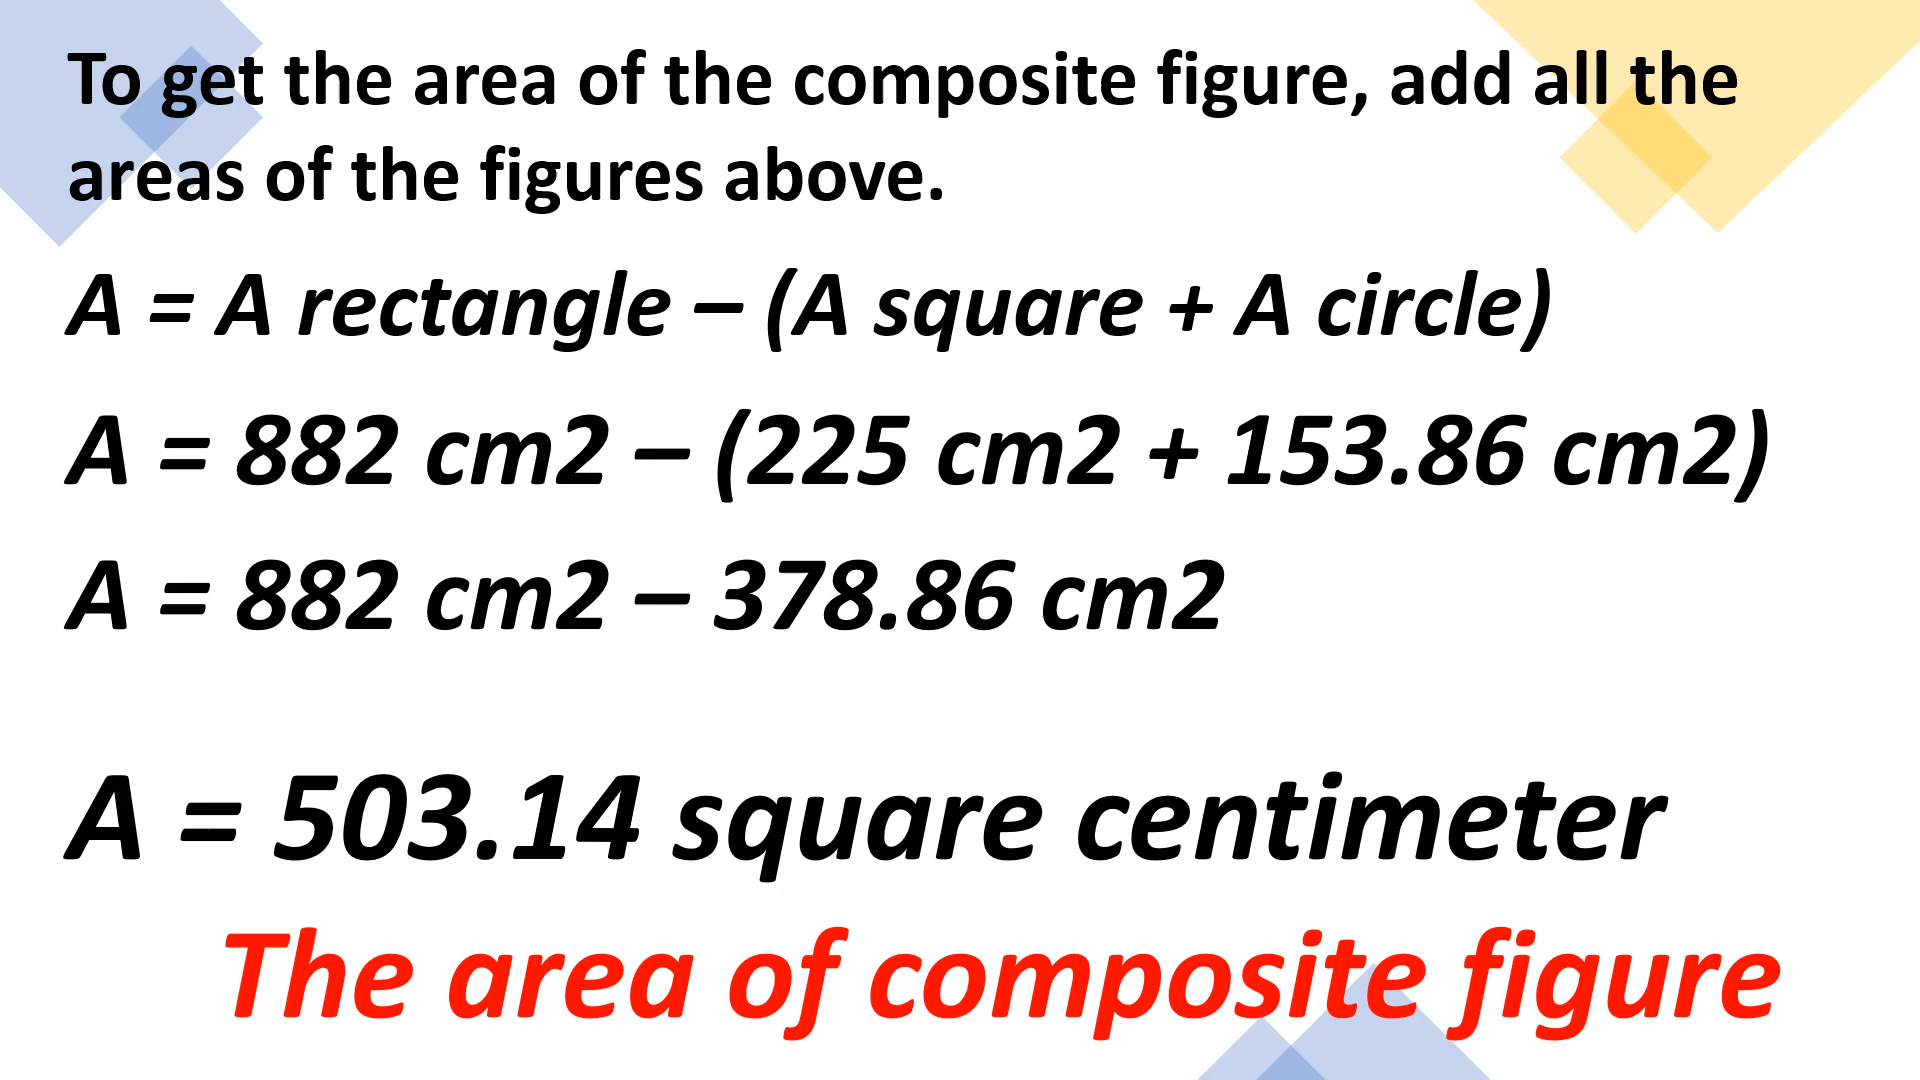 To get the area of the composite figure, add all the
areas of the figures above.
A = A rectangle – (A square + A circle)
A = 882 cm2 – (225 cm2 + 153.86 cm2)
A = 882 cm2 – 378.86 cm2
A = 503.14 square centimeter
The area of composite figure